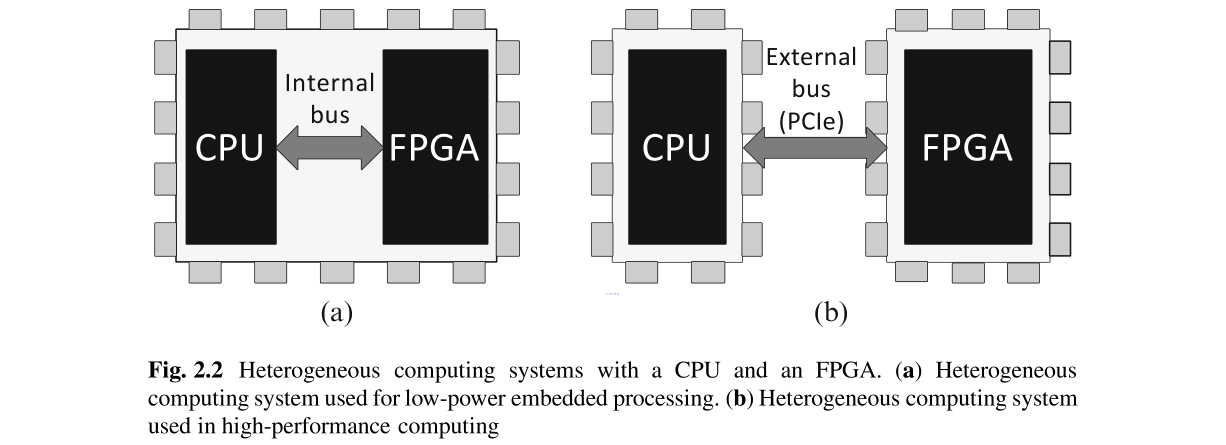 Internal
bus
CPU
FPGA
(a)
External
bus
(PCIe)
CPU
FPGA
(b)
Fig. 2.2 Heterogeneous computing systems with a CPU and an FPGA. (a) Heterogeneous
computing system used for low-power embedded processing. (b) Heterogeneous computing system
used in high-performance computing